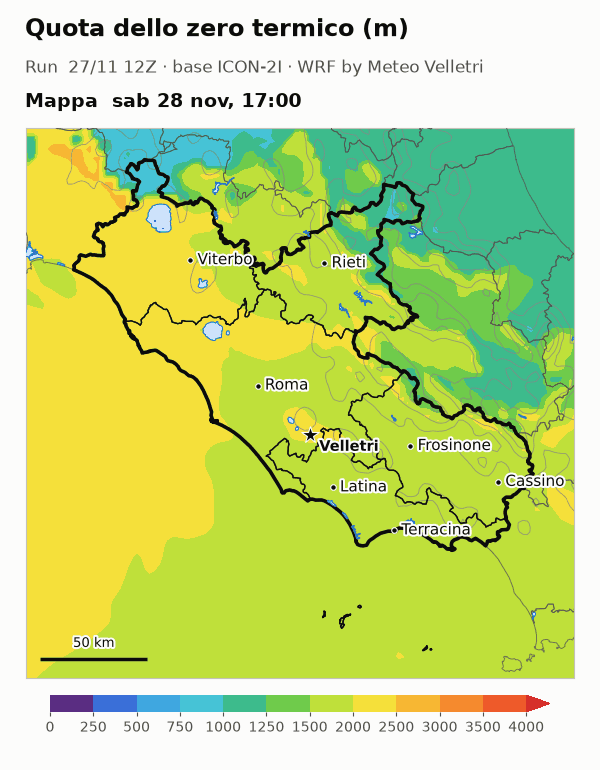 Quota dello zero termico (m)
Run  27/11 12Z · base ICON-2I · WRF by Meteo Velletri
Mappa  sab 28 nov, 17:00
Viterbo
Rieti
Roma
Velletri
Frosinone
Latina
Cassino
Terracina
50 km
0 250 500 750 1000 1250 1500 2000 2500 3000 3500 4000